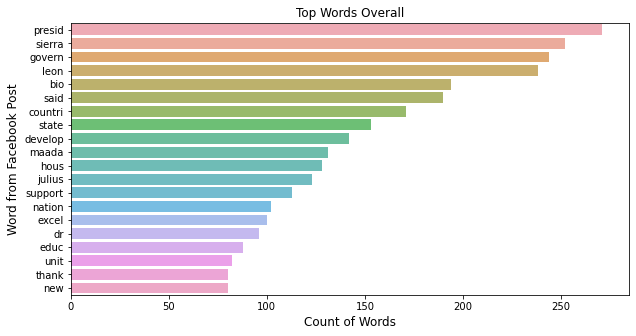 Top Words Overall
Word from Facebook Post
presid
sierra
govern
leon
bio
said
countri
state
develop
maada
hous
julius
support
nation
excel
dr
educ
unit
thank
new
0 50 100 150 200 250
Count of Words